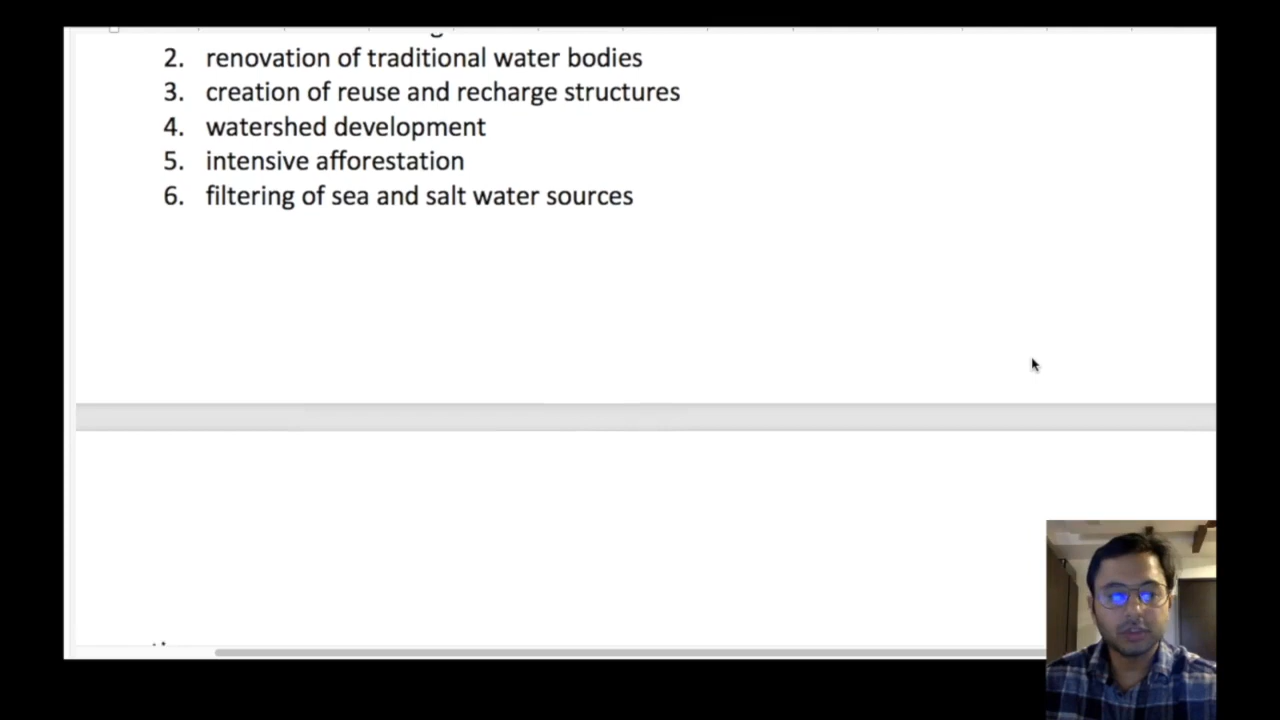 2. renovation of traditional water bodies
3. creation of reuse and recharge structures
4. watershed development
5. intensive afforestation
6. filtering of sea and salt water sources